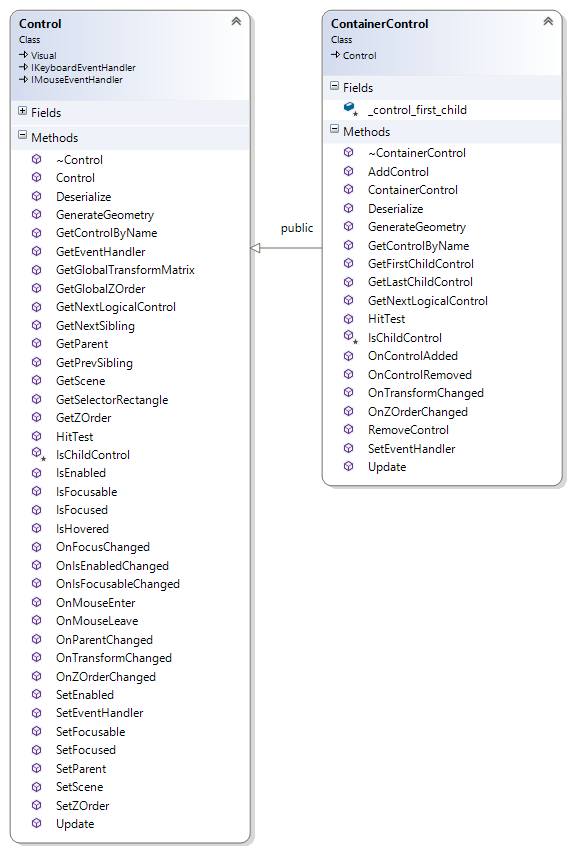 Control
Class
Visual
IKeyboardEventHandler
IMouseEventHandler
Fields
Methods
~Control
Control
Deserialize
GenerateGeometry
GetControlByName
GetEventHandler
GetGlobalTransformMatrix
GetGlobalZOrder
GetNextLogicalControl
GetNextSibling
GetParent
GetPrevSibling
GetScene
GetSelectorRectangle
GetZOrder
HitTest
IsChildControl
IsEnabled
IsFocusable
IsFocused
IsHovered
OnFocusChanged
OnIsEnabledChanged
OnIsFocusableChanged
OnMouseEnter
OnMouseLeave
OnParentChanged
OnTransformChanged
OnZOrderChanged
SetEnabled
SetEventHandler
SetFocusable
SetFocused
SetParent
SetScene
SetZOrder
Update
public
ContainerControl
Class
Control
Fields
_control_first_child
Methods
~ContainerControl
AddControl
ContainerControl
Deserialize
GenerateGeometry
GetControlByName
GetFirstChildControl
GetLastChildControl
GetNextLogicalControl
HitTest
IsChildControl
OnControlAdded
OnControlRemoved
OnTransformChanged
OnZOrderChanged
RemoveControl
SetEventHandler
Update